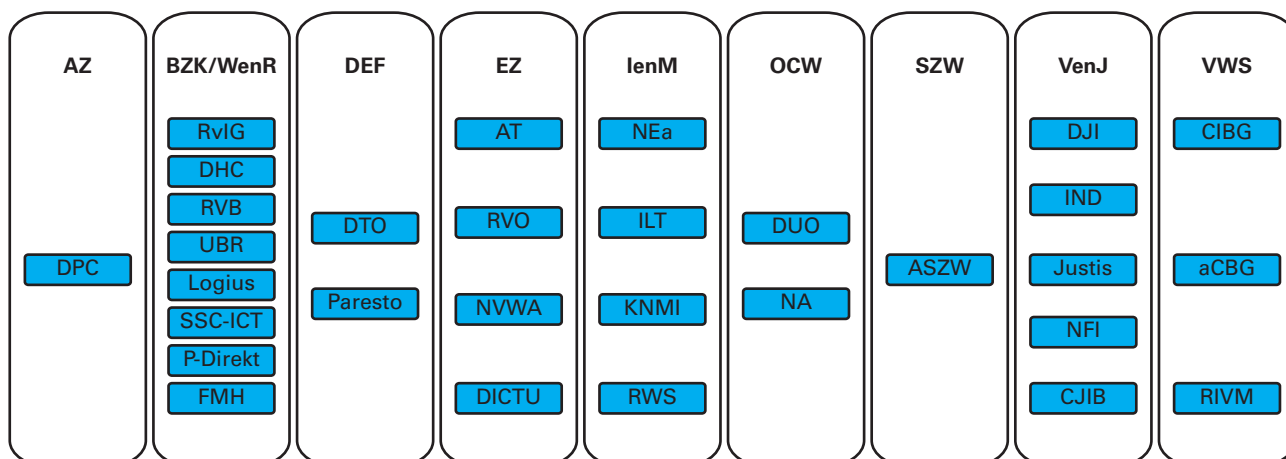 AZ
DPC
BZK/WenR
RvIG
DHC
RVB
UBR
Logius
SSC-ICT
P-Direkt
FMH
DEF
DTO
Paresto
EZ
AT
RVO
NVWA
DICTU
IenM
NEa
ILT
KNMI
RWS
OCW
DUO
NA
SZW
ASZW
VenJ
DJI
IND
Justis
NFI
CJIB
VWS
CIBG
aCBG
RIVM